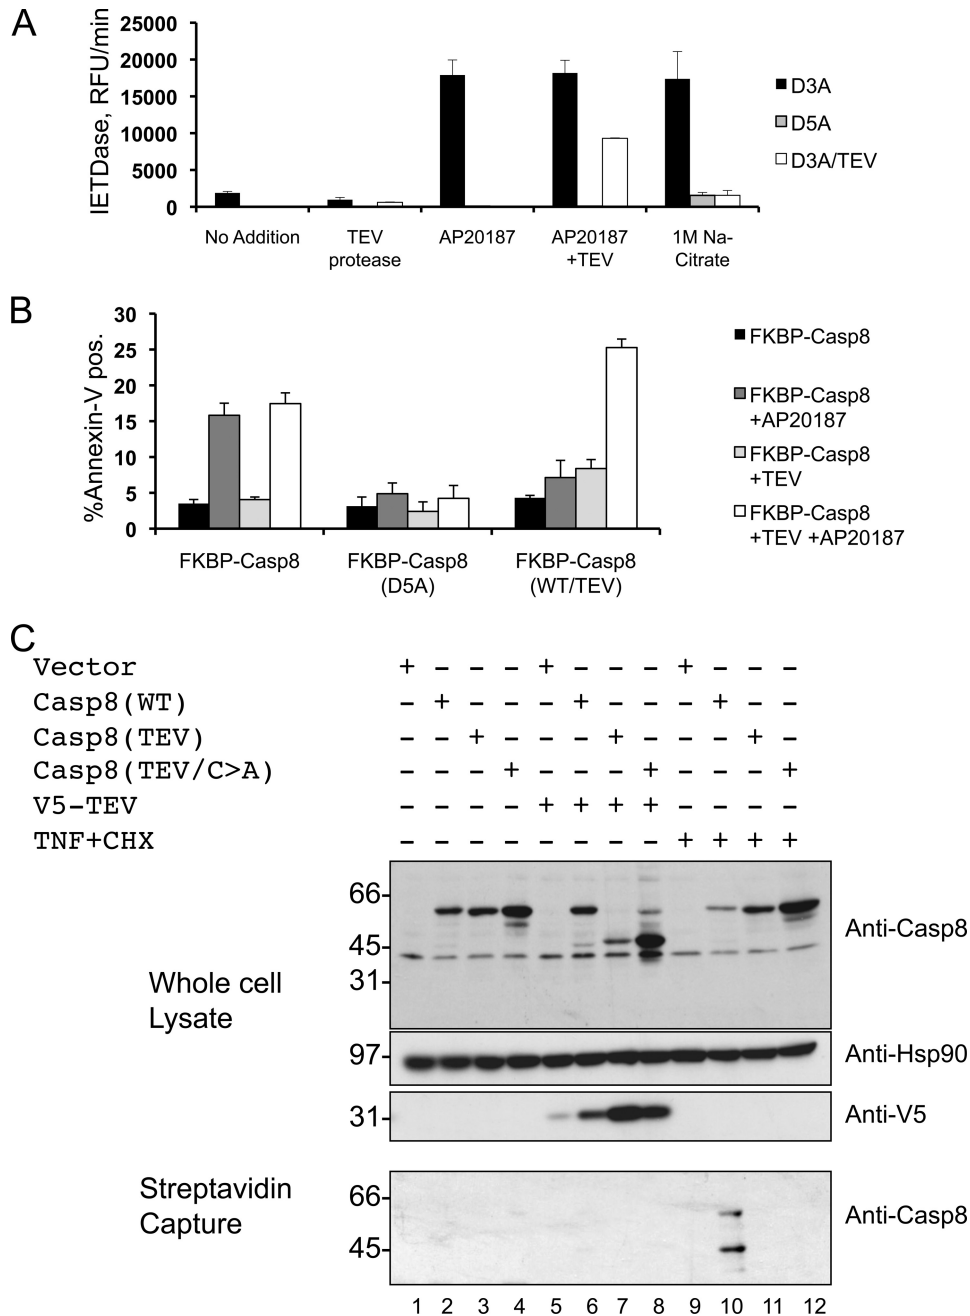 A
IETDase, RFU/min
25000
20000
15000
10000
5000
0
No Addition
TEV
protease
AP20187
AP20187
+TEV
1M Na-
Citrate
D3A
D5A
D3A/TEV
B
%Annexin-V pos.
30
25
20
15
10
5
0
FKBP-Casp8
FKBP-Casp8
(D5A)
FKBP-Casp8
(WT/TEV)
FKBP-Casp8
FKBP-Casp8
+AP20187
FKBP-Casp8
+TEV
FKBP-Casp8
+TEV +AP20187
C
Vector + – – – + – – – + – – –
Casp8(WT) – + – – – + – – – + – –
Casp8(TEV) – – + – – – + – – – + –
Casp8(TEV/C>A) – – – + – – – + – – – +
V5-TEV – – – – + + + + – – – –
TNF+CHX – – – – – – – – + + + +
66
45
31
Anti-Casp8
Whole cell
Lysate
97
Anti-Hsp90
31
Anti-V5
Streptavidin
Capture
66
45
Anti-Casp8
1 2 3 4 5 6 7 8 9 10 11 12